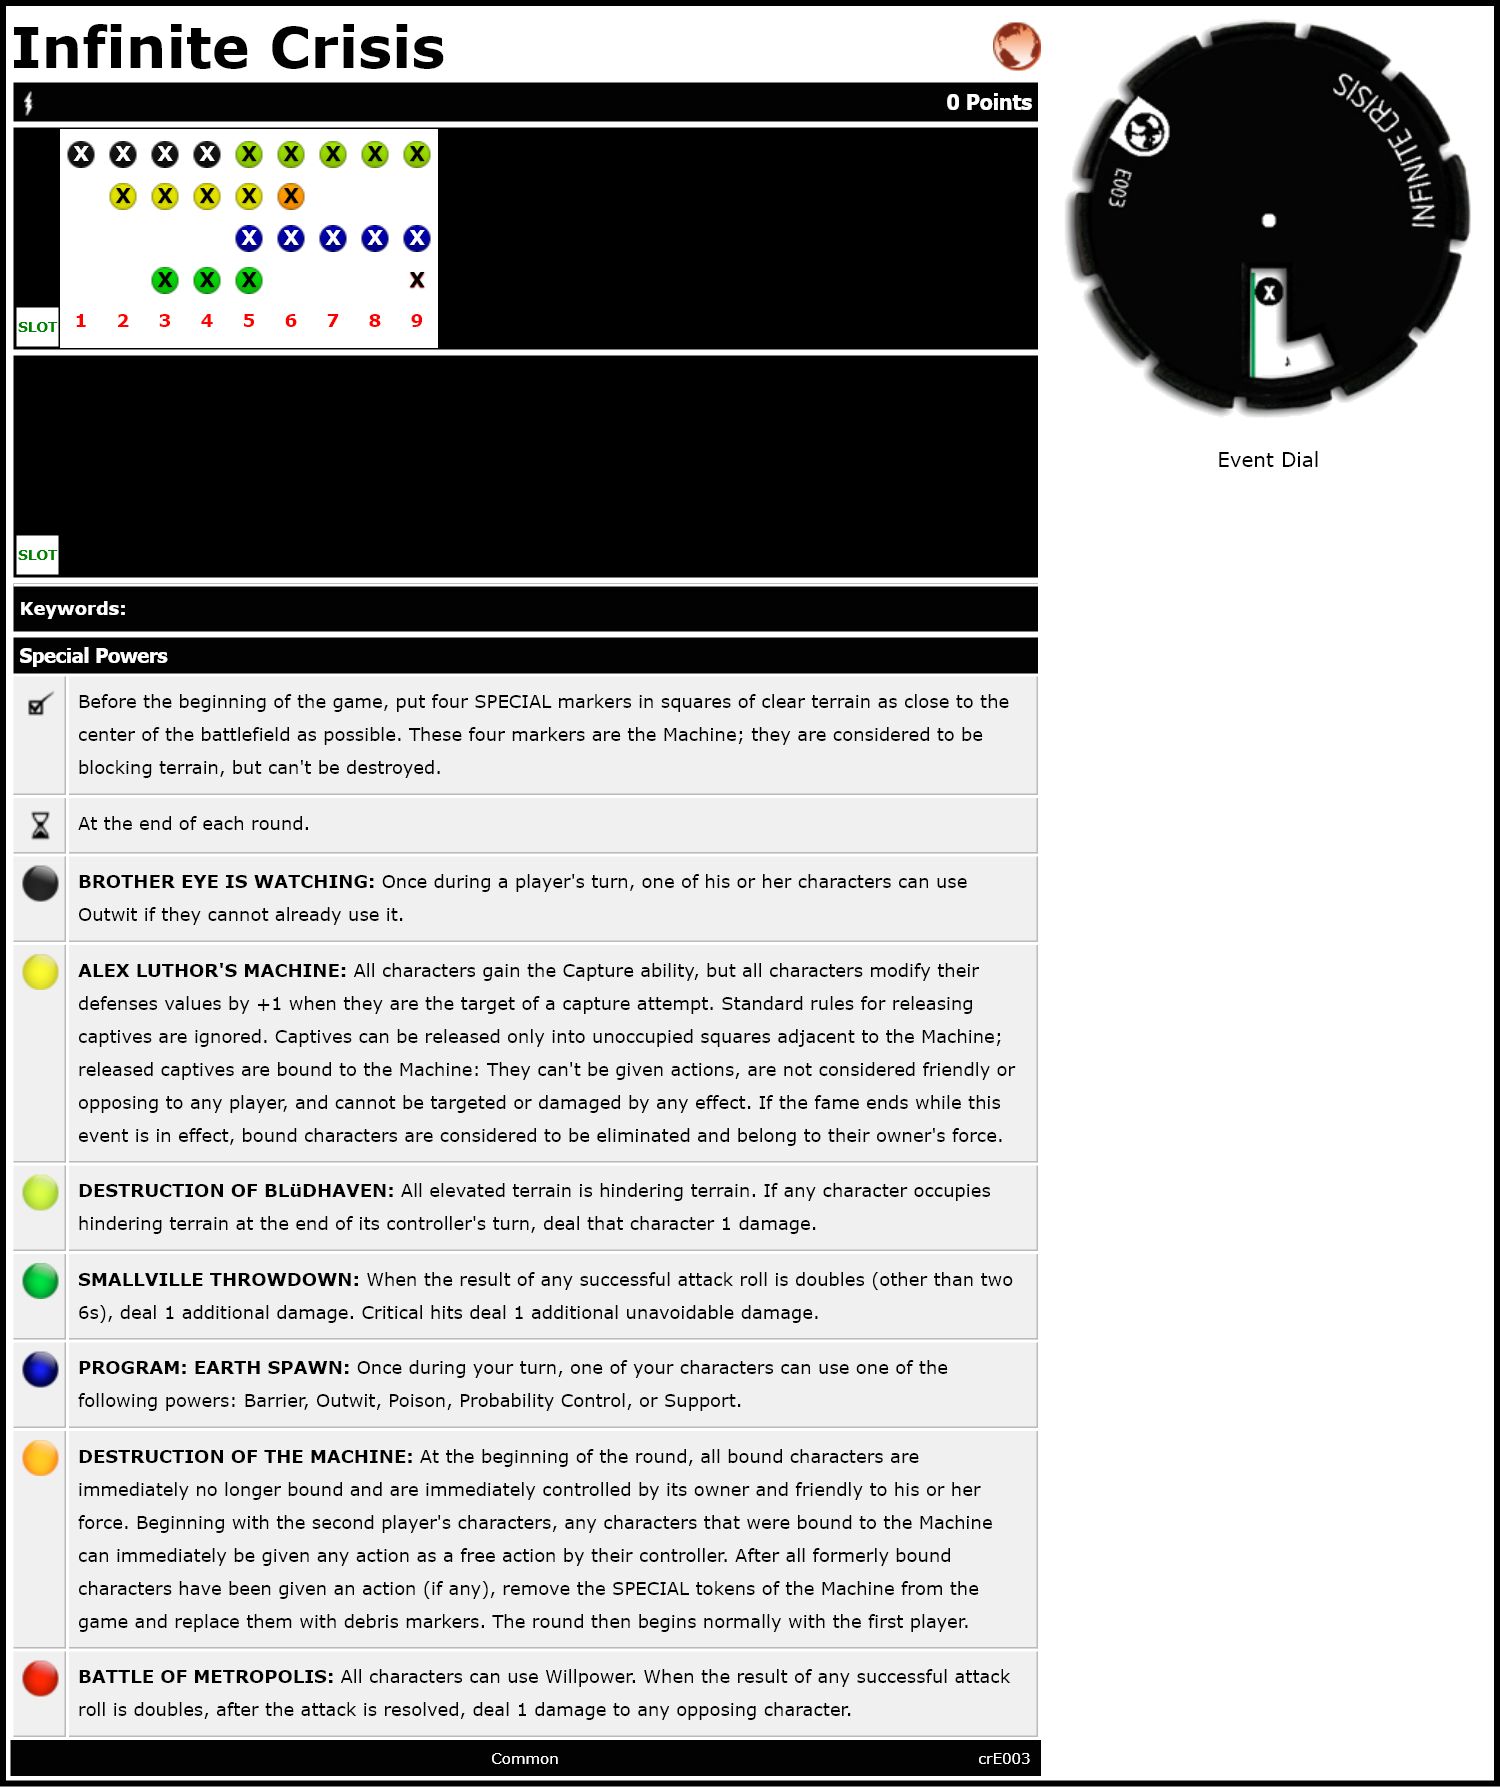 Infinite Crisis
0 Points
X X X X X X X X X
X X X X X
X X X X X
X X X X
SLOT 1 2 3 4 5 6 7 8 9
SLOT
Keywords:
Special Powers
Before the beginning of the game, put four SPECIAL markers in squares of clear terrain as close to the
center of the battlefield as possible. These four markers are the Machine; they are considered to be
blocking terrain, but can't be destroyed.
At the end of each round.
BROTHER EYE IS WATCHING: Once during a player's turn, one of his or her characters can use
Outwit if they cannot already use it.
ALEX LUTHOR'S MACHINE: All characters gain the Capture ability, but all characters modify their
defenses values by +1 when they are the target of a capture attempt. Standard rules for releasing
captives are ignored. Captives can be released only into unoccupied squares adjacent to the Machine;
released captives are bound to the Machine: They can't be given actions, are not considered friendly or
opposing to any player, and cannot be targeted or damaged by any effect. If the fame ends while this
event is in effect, bound characters are considered to be eliminated and belong to their owner's force.
DESTRUCTION OF BLüDHAVEN: All elevated terrain is hindering terrain. If any character occupies
hindering terrain at the end of its controller's turn, deal that character 1 damage.
SMALLVILLE THROWDOWN: When the result of any successful attack roll is doubles (other than two
6s), deal 1 additional damage. Critical hits deal 1 additional unavoidable damage.
PROGRAM: EARTH SPAWN: Once during your turn, one of your characters can use one of the
following powers: Barrier, Outwit, Poison, Probability Control, or Support.
DESTRUCTION OF THE MACHINE: At the beginning of the round, all bound characters are
immediately no longer bound and are immediately controlled by its owner and friendly to his or her
force. Beginning with the second player's characters, any characters that were bound to the Machine
can immediately be given any action as a free action by their controller. After all formerly bound
characters have been given an action (if any), remove the SPECIAL tokens of the Machine from the
game and replace them with debris markers. The round then begins normally with the first player.
BATTLE OF METROPOLIS: All characters can use Willpower. When the result of any successful attack
roll is doubles, after the attack is resolved, deal 1 damage to any opposing character.
Common
crE003
INFINITE CRISIS
E003
X
Event Dial